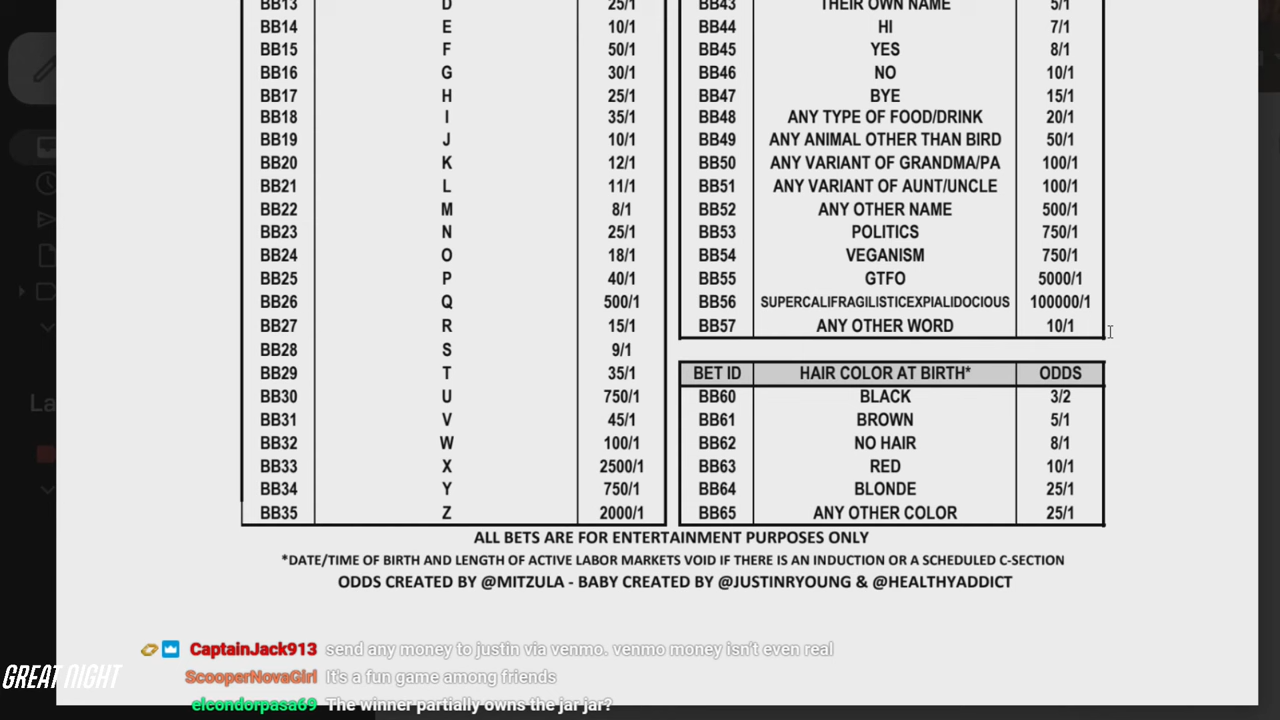 BB13 D 25/1
BB14 E 10/1
BB15 F 50/1
BB16 G 30/1
BB17 H 25/1
BB18 I 35/1
BB19 J 10/1
BB20 K 12/1
BB21 L 11/1
BB22 M 8/1
BB23 N 25/1
BB24 O 18/1
BB25 P 40/1
BB26 Q 500/1
BB27 R 15/1
BB28 S 9/1
BB29 T 35/1
BB30 U 750/1
BB31 V 45/1
BB32 W 100/1
BB33 X 2500/1
BB34 Y 750/1
BB35 Z 2000/1
BB43 THEIR OWN NAME 5/1
BB44 HI 7/1
BB45 YES 8/1
BB46 NO 10/1
BB47 BYE 15/1
BB48 ANY TYPE OF FOOD/DRINK 20/1
BB49 ANY ANIMAL OTHER THAN BIRD 50/1
BB50 ANY VARIANT OF GRANDMA/PA 100/1
BB51 ANY VARIANT OF AUNT/UNCLE 100/1
BB52 ANY OTHER NAME 500/1
BB53 POLITICS 750/1
BB54 VEGANISM 750/1
BB55 GTFO 5000/1
BB56 SUPERCALIFRAGILISTICEXPIALIDOCIOUS 100000/1
BB57 ANY OTHER WORD 10/1
BET ID HAIR COLOR AT BIRTH* ODDS
BB60 BLACK 3/2
BB61 BROWN 5/1
BB62 NO HAIR 8/1
BB63 RED 10/1
BB64 BLONDE 25/1
BB65 ANY OTHER COLOR 25/1
ALL BETS ARE FOR ENTERTAINMENT PURPOSES ONLY
*DATE/TIME OF BIRTH AND LENGTH OF ACTIVE LABOR MARKETS VOID IF THERE IS AN INDUCTION OR A SCHEDULED C-SECTION
ODDS CREATED BY @MITZULA - BABY CREATED BY @JUSTINRYOUNG & @HEALTHYADDICT
CaptainJack913 send any money to justin via venmo. venmo money isn't even real
ScooperNovaGirl It's a fun game among friends
elcondorpasa69 The winner partially owns the jar jar?
GREAT NIGHT
La